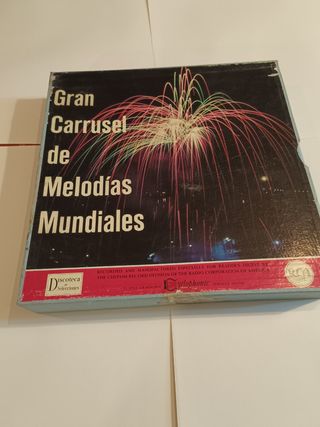 Gran
Carrusel
de
Melodías
Mundiales
Discoteca
de
Selecciones
RECORDED AND MANUFACTURED ESPECIALLY FOR READER'S DIGEST BY
THE CUSTOM RECORD DIVISION OF THE RADIO CORPORATION OF AMERICA
RCA